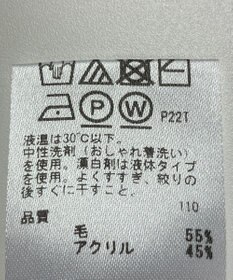 P W P22T
液温は30℃以下。
中性洗剤（おしゃれ着洗い）
を使用。漂白剤は液体タイプ
を使用。よくすすぎ、絞りの
後すぐに干すこと。
110
品質
毛 55%
アクリル 45%